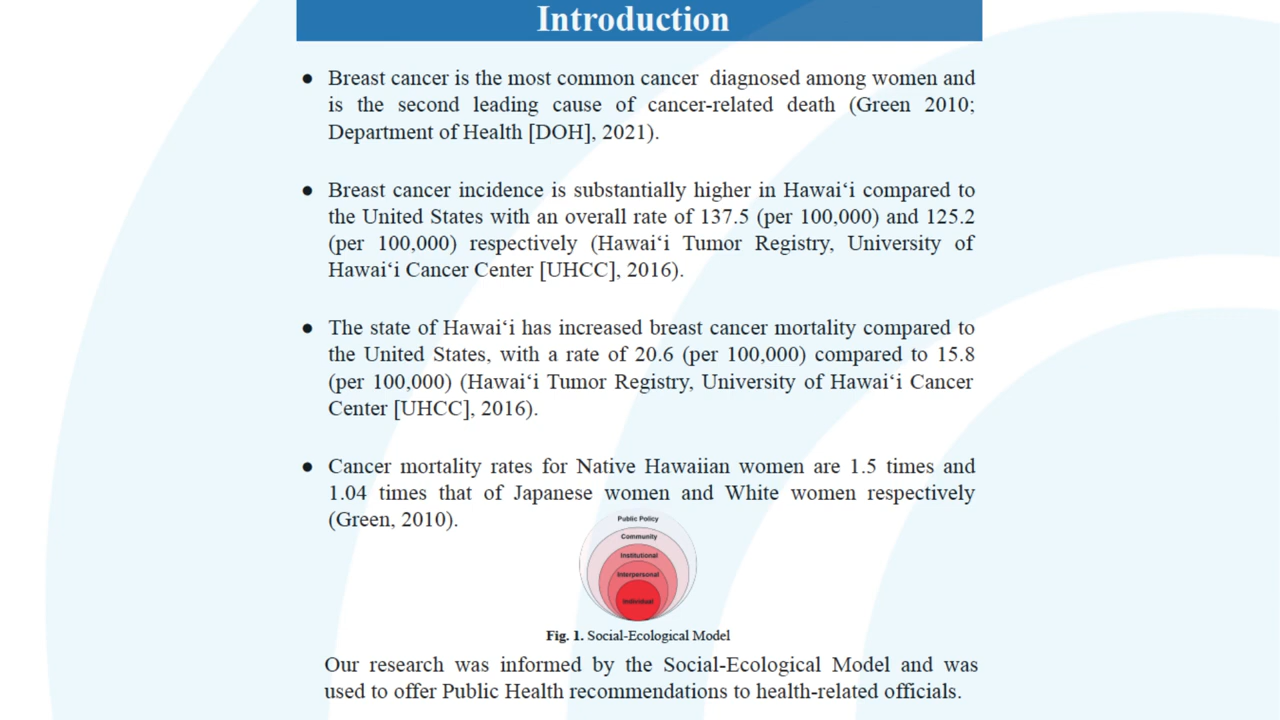 Introduction
● Breast cancer is the most common cancer diagnosed among women and
is the second leading cause of cancer-related death (Green 2010;
Department of Health [DOH], 2021).
● Breast cancer incidence is substantially higher in Hawaiʻi compared to
the United States with an overall rate of 137.5 (per 100,000) and 125.2
(per 100,000) respectively (Hawaiʻi Tumor Registry, University of
Hawaiʻi Cancer Center [UHCC], 2016).
● The state of Hawaiʻi has increased breast cancer mortality compared to
the United States, with a rate of 20.6 (per 100,000) compared to 15.8
(per 100,000) (Hawaiʻi Tumor Registry, University of Hawaiʻi Cancer
Center [UHCC], 2016).
● Cancer mortality rates for Native Hawaiian women are 1.5 times and
1.04 times that of Japanese women and White women respectively
(Green, 2010).
Public Policy
Community
Institutional
Interpersonal
Individual
Fig. 1. Social-Ecological Model
Our research was informed by the Social-Ecological Model and was
used to offer Public Health recommendations to health-related officials.